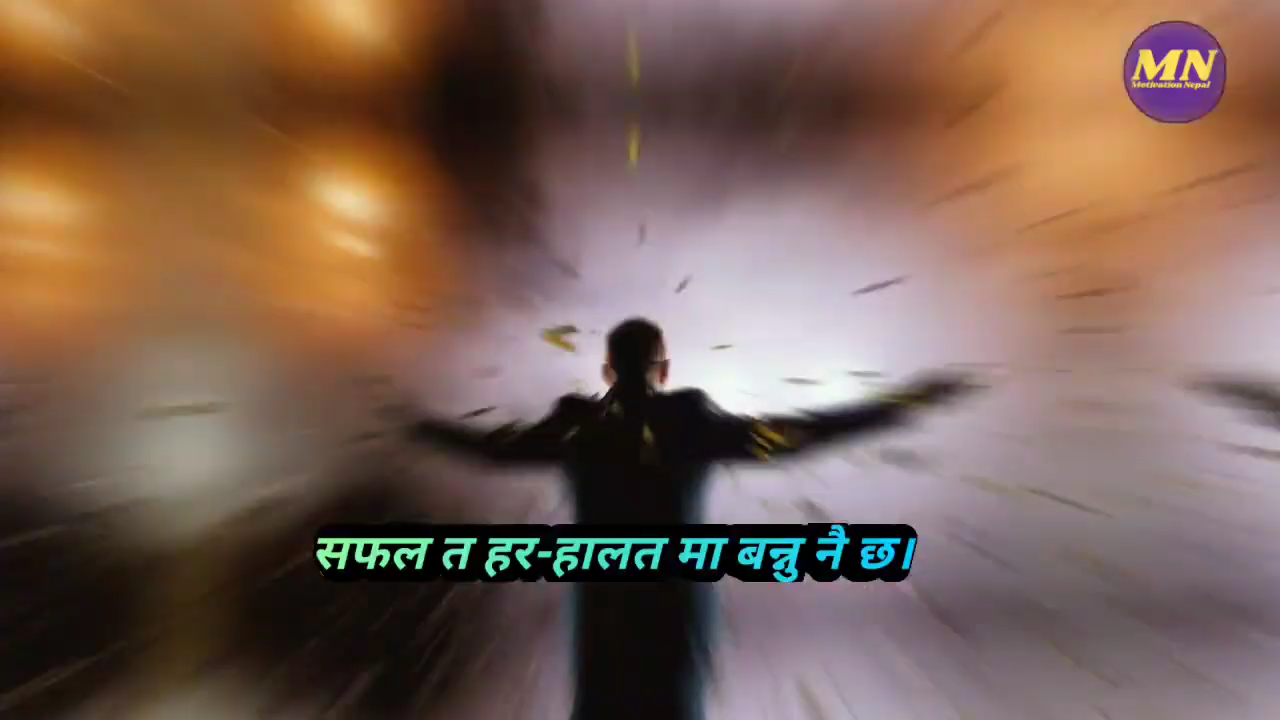 MN
Motivation Nepal
सफल त हर-हालत मा बन्नु नै छ।